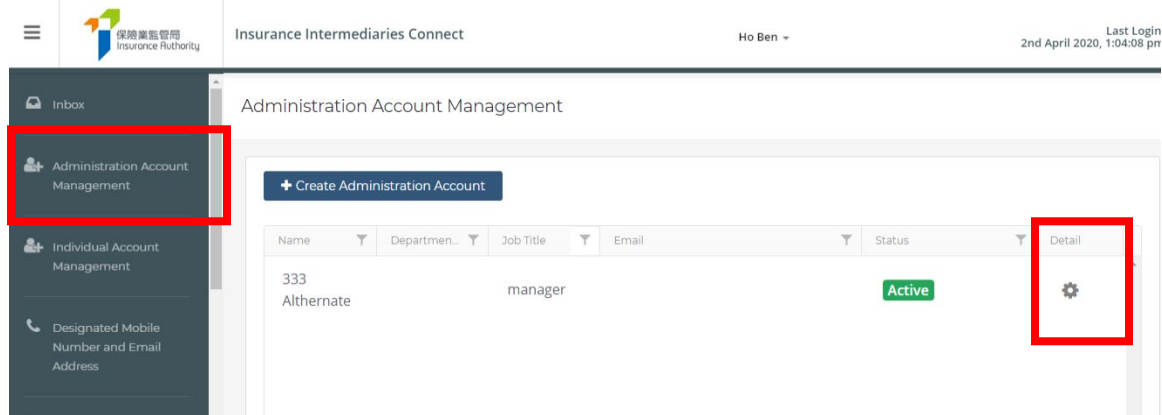 保險業監管局
Insurance Authority
Insurance Intermediaries Connect
Ho Ben
Last Login
2nd April 2020, 1:04:08 pm
Inbox
Administration Account
Management
Individual Account
Management
Designated Mobile
Number and Email
Address
Administration Account Management
+ Create Administration Account
Name Departmen... Job Title Email Status Detail
333
Althernate
manager
Active